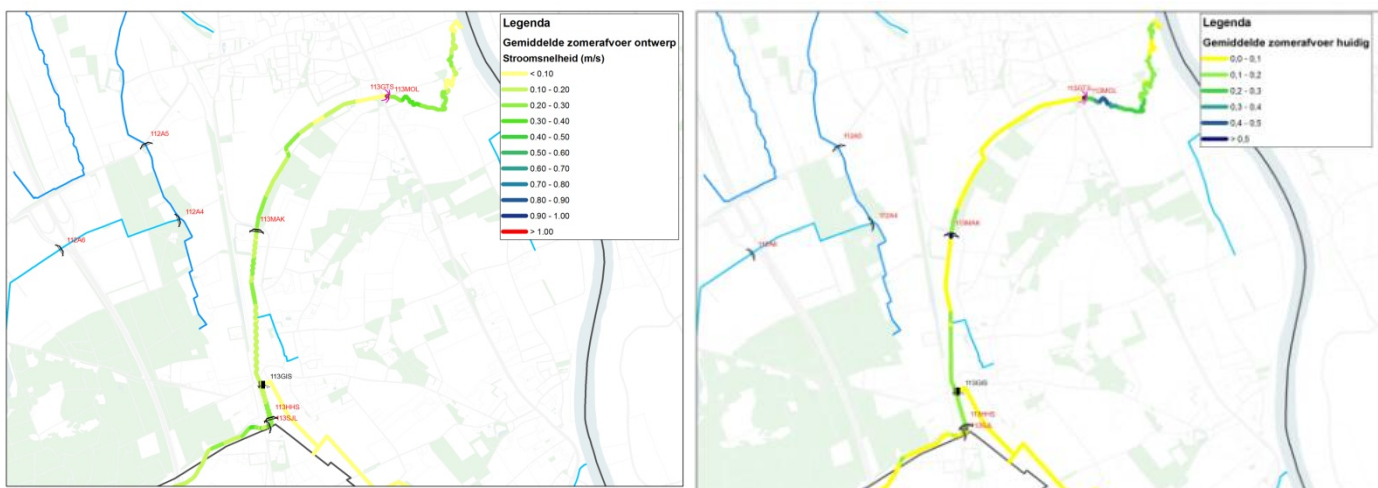 Legenda
Gemiddelde zomerafvoer ontwerp
Stroomsnelheid (m/s)
< 0.10
0.10 - 0.20
0.20 - 0.30
0.30 - 0.40
0.40 - 0.50
0.50 - 0.60
0.60 - 0.70
0.70 - 0.80
0.80 - 0.90
0.90 - 1.00
> 1.00
113GTS
113MOL
112A5
112A4
113MAK
112A6
113GIS
113HHS
113SJL
Legenda
Gemiddelde zomerafvoer huidig
0,0 - 0,1
0,1 - 0,2
0,2 - 0,3
0,3 - 0,4
0,4 - 0,5
> 0,5
113GTS
113MOL
112A5
112A4
113MAK
112A6
113GIS
113HHS
113SJL